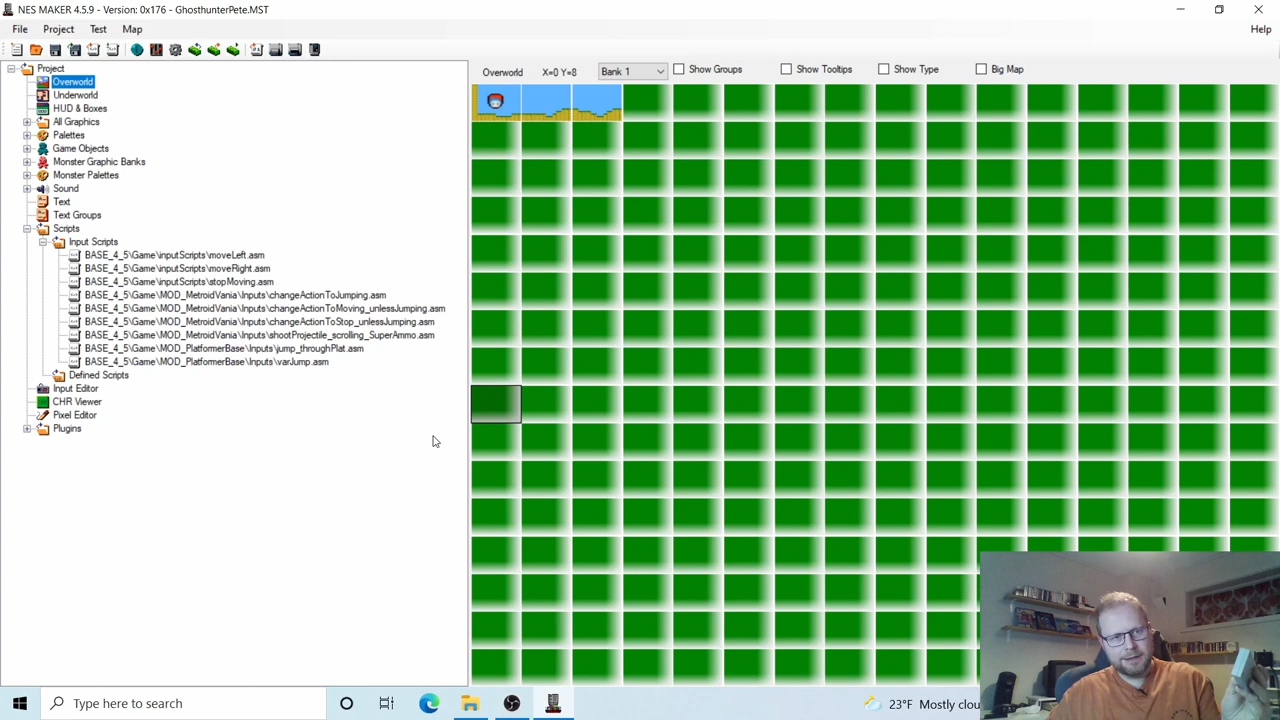 NES MAKER 4.5.9 - Version: 0x176 - GhosthunterPete.MST
File Project Test Map Help
Project
Overworld
Underworld
HUD & Boxes
All Graphics
Palettes
Game Objects
Monster Graphic Banks
Monster Palettes
Sound
Text
Text Groups
Scripts
Input Scripts
BASE_4_5\Game\inputScripts\moveLeft.asm
BASE_4_5\Game\inputScripts\moveRight.asm
BASE_4_5\Game\inputScripts\stopMoving.asm
BASE_4_5\Game\MOD_MetroidVania\Inputs\changeActionToJumping.asm
BASE_4_5\Game\MOD_MetroidVania\Inputs\changeActionToMoving_unlessJumping.asm
BASE_4_5\Game\MOD_MetroidVania\Inputs\changeActionToStop_unlessJumping.asm
BASE_4_5\Game\MOD_MetroidVania\Inputs\shootProjectile_scrolling_SuperAmmo.asm
BASE_4_5\Game\MOD_PlatformerBase\Inputs\jump_throughPlat.asm
BASE_4_5\Game\MOD_PlatformerBase\Inputs\varJump.asm
Defined Scripts
Input Editor
CHR Viewer
Pixel Editor
Plugins
Overworld X=0 Y=8 Bank 1 Show Groups Show Tooltips Show Type Big Map
Type here to search
23°F Mostly clou